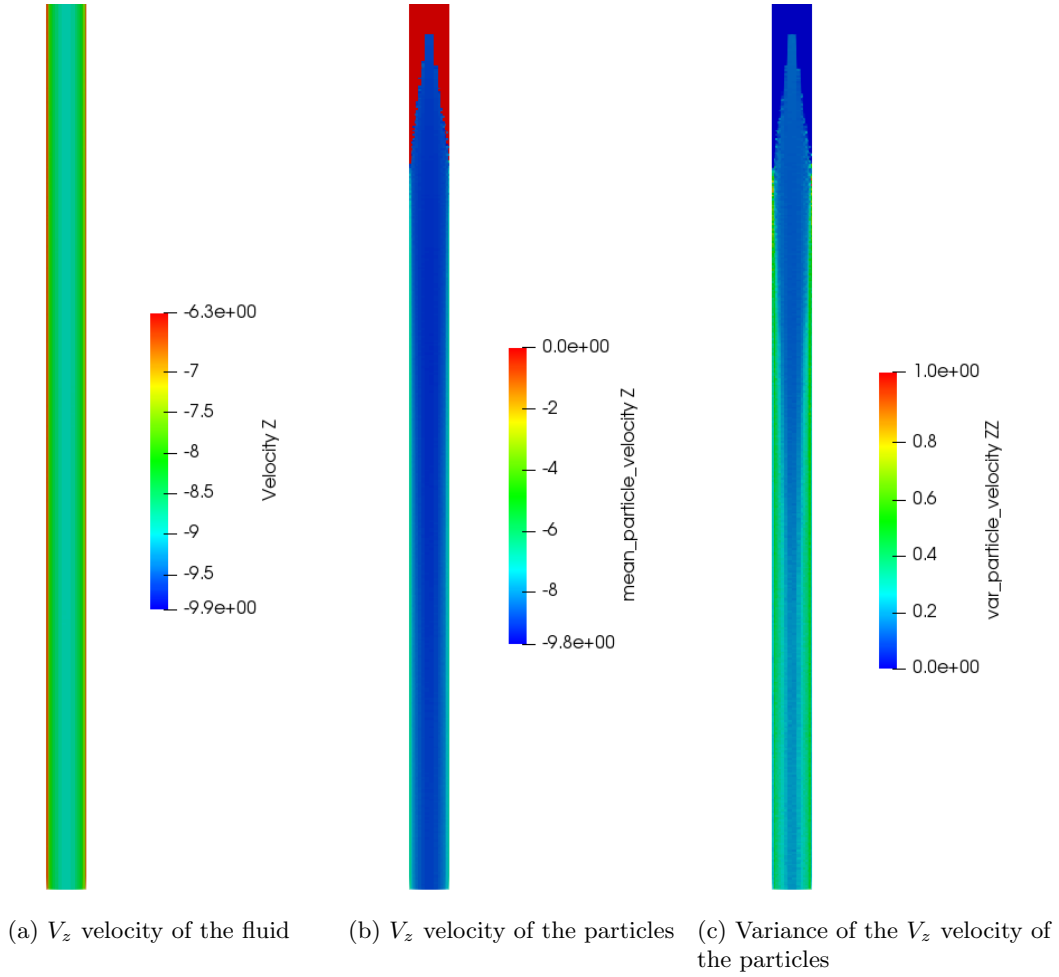 -6.3e+00
-7
-7.5
-8
-8.5
-9
-9.5
-9.9e+00
Velocity Z
0.0e+00
-2
-4
-6
-8
-9.8e+00
mean_particle_velocity Z
1.0e+00
0.8
0.6
0.4
0.2
0.0e+00
var_particle_velocity ZZ
(a) V_z velocity of the fluid
(b) V_z velocity of the particles
(c) Variance of the V_z velocity of
the particles